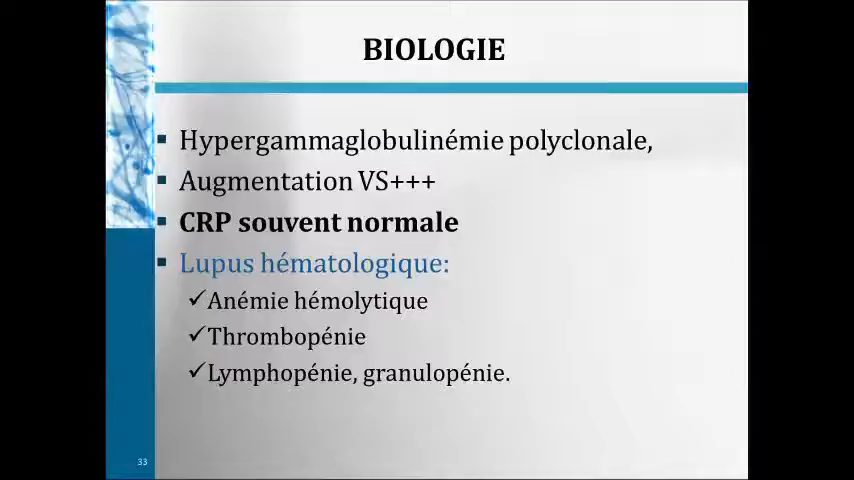 BIOLOGIE
▪ Hypergammaglobulinémie polyclonale,
▪ Augmentation VS+++
▪ CRP souvent normale
▪ Lupus hématologique:
✓Anémie hémolytique
✓Thrombopénie
✓Lymphopénie, granulopénie.
33